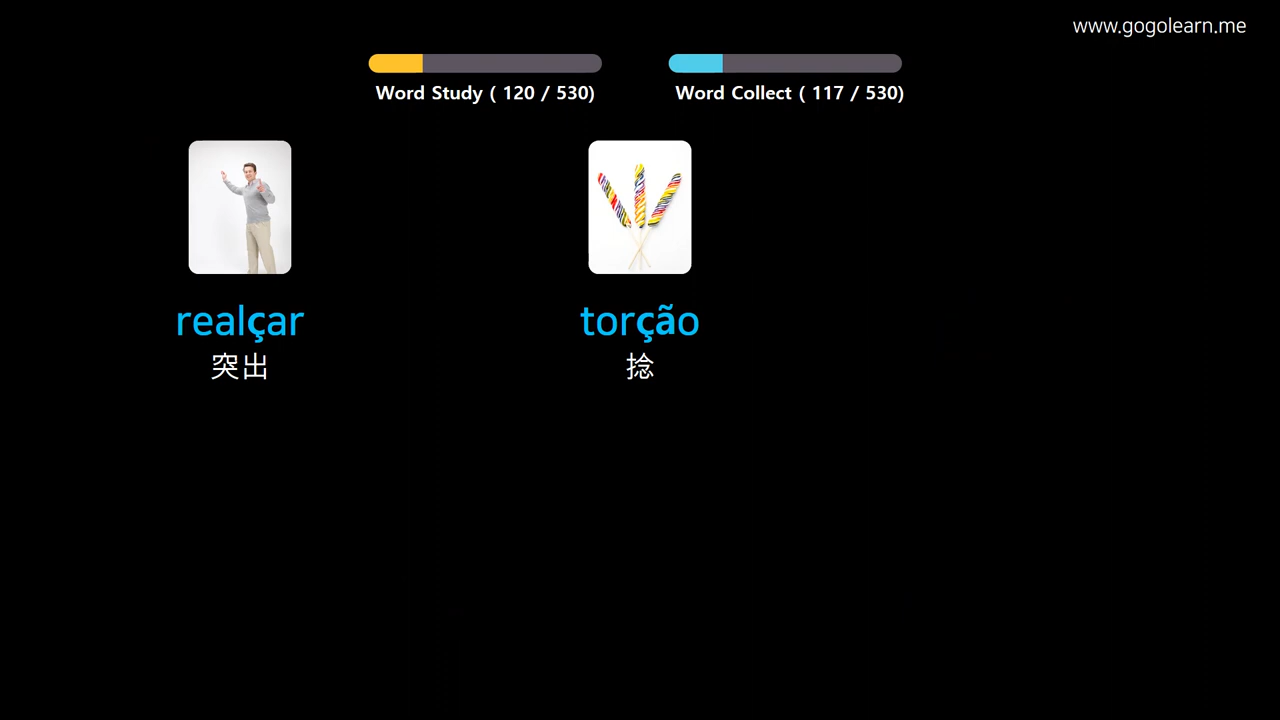 www.gogolearn.me
Word Study ( 120 / 530)
Word Collect ( 117 / 530)
realçar
突出
torção
捻